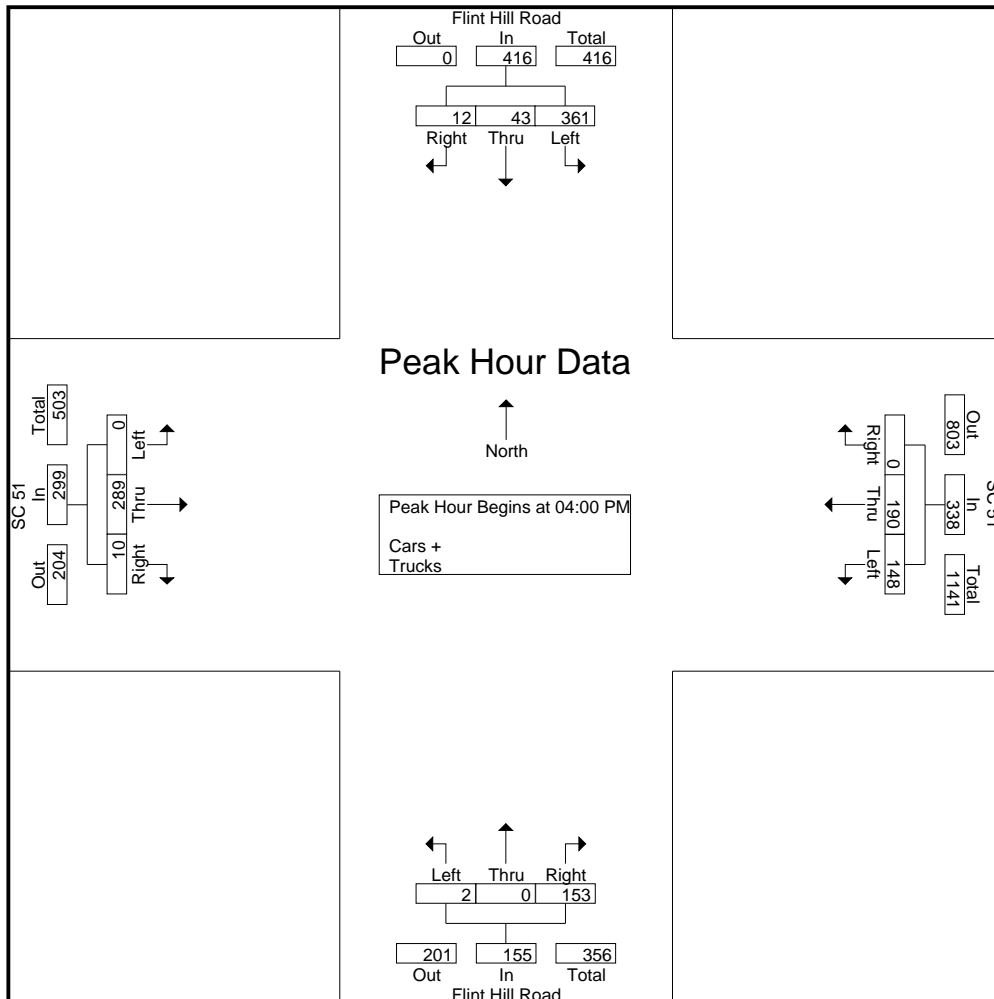 Flint Hill Road
Out In Total
0 416 416
12 43 361
Right Thru Left
Peak Hour Data
North
Peak Hour Begins at 04:00 PM
Cars +
Trucks
SC 51
Total In Out
503 299 204
0 289 10
Left Thru Right
Right Thru Left
0 190 148
Out In Total
803 338 1141
SC 51
Left Thru Right
2 0 153
201 155 356
Out In Total
Flint Hill Road